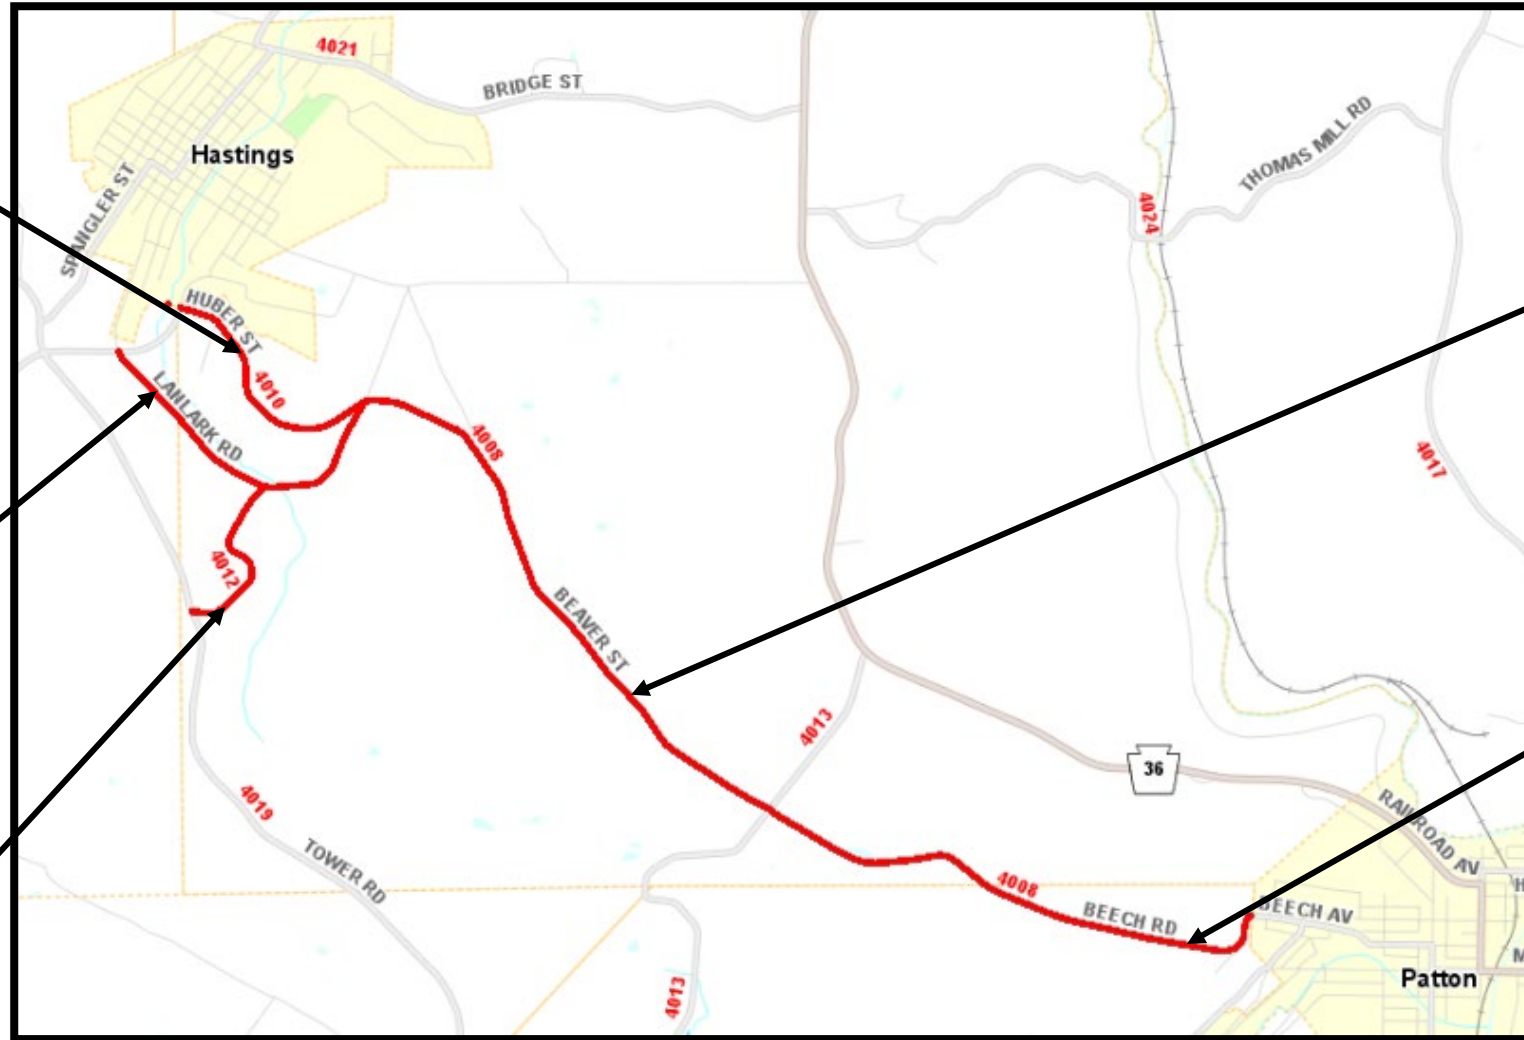 4021
BRIDGE ST
Hastings
THOMAS MILL RD
SPANGLER ST
4024
HUBER ST
4010
LANLARK RD
4008
4017
4012
BEAVER ST
4013
36
4019
RAILROAD AV
TOWER RD
4008
H
BEECH RD
BEECH AV
M
Patton
4013